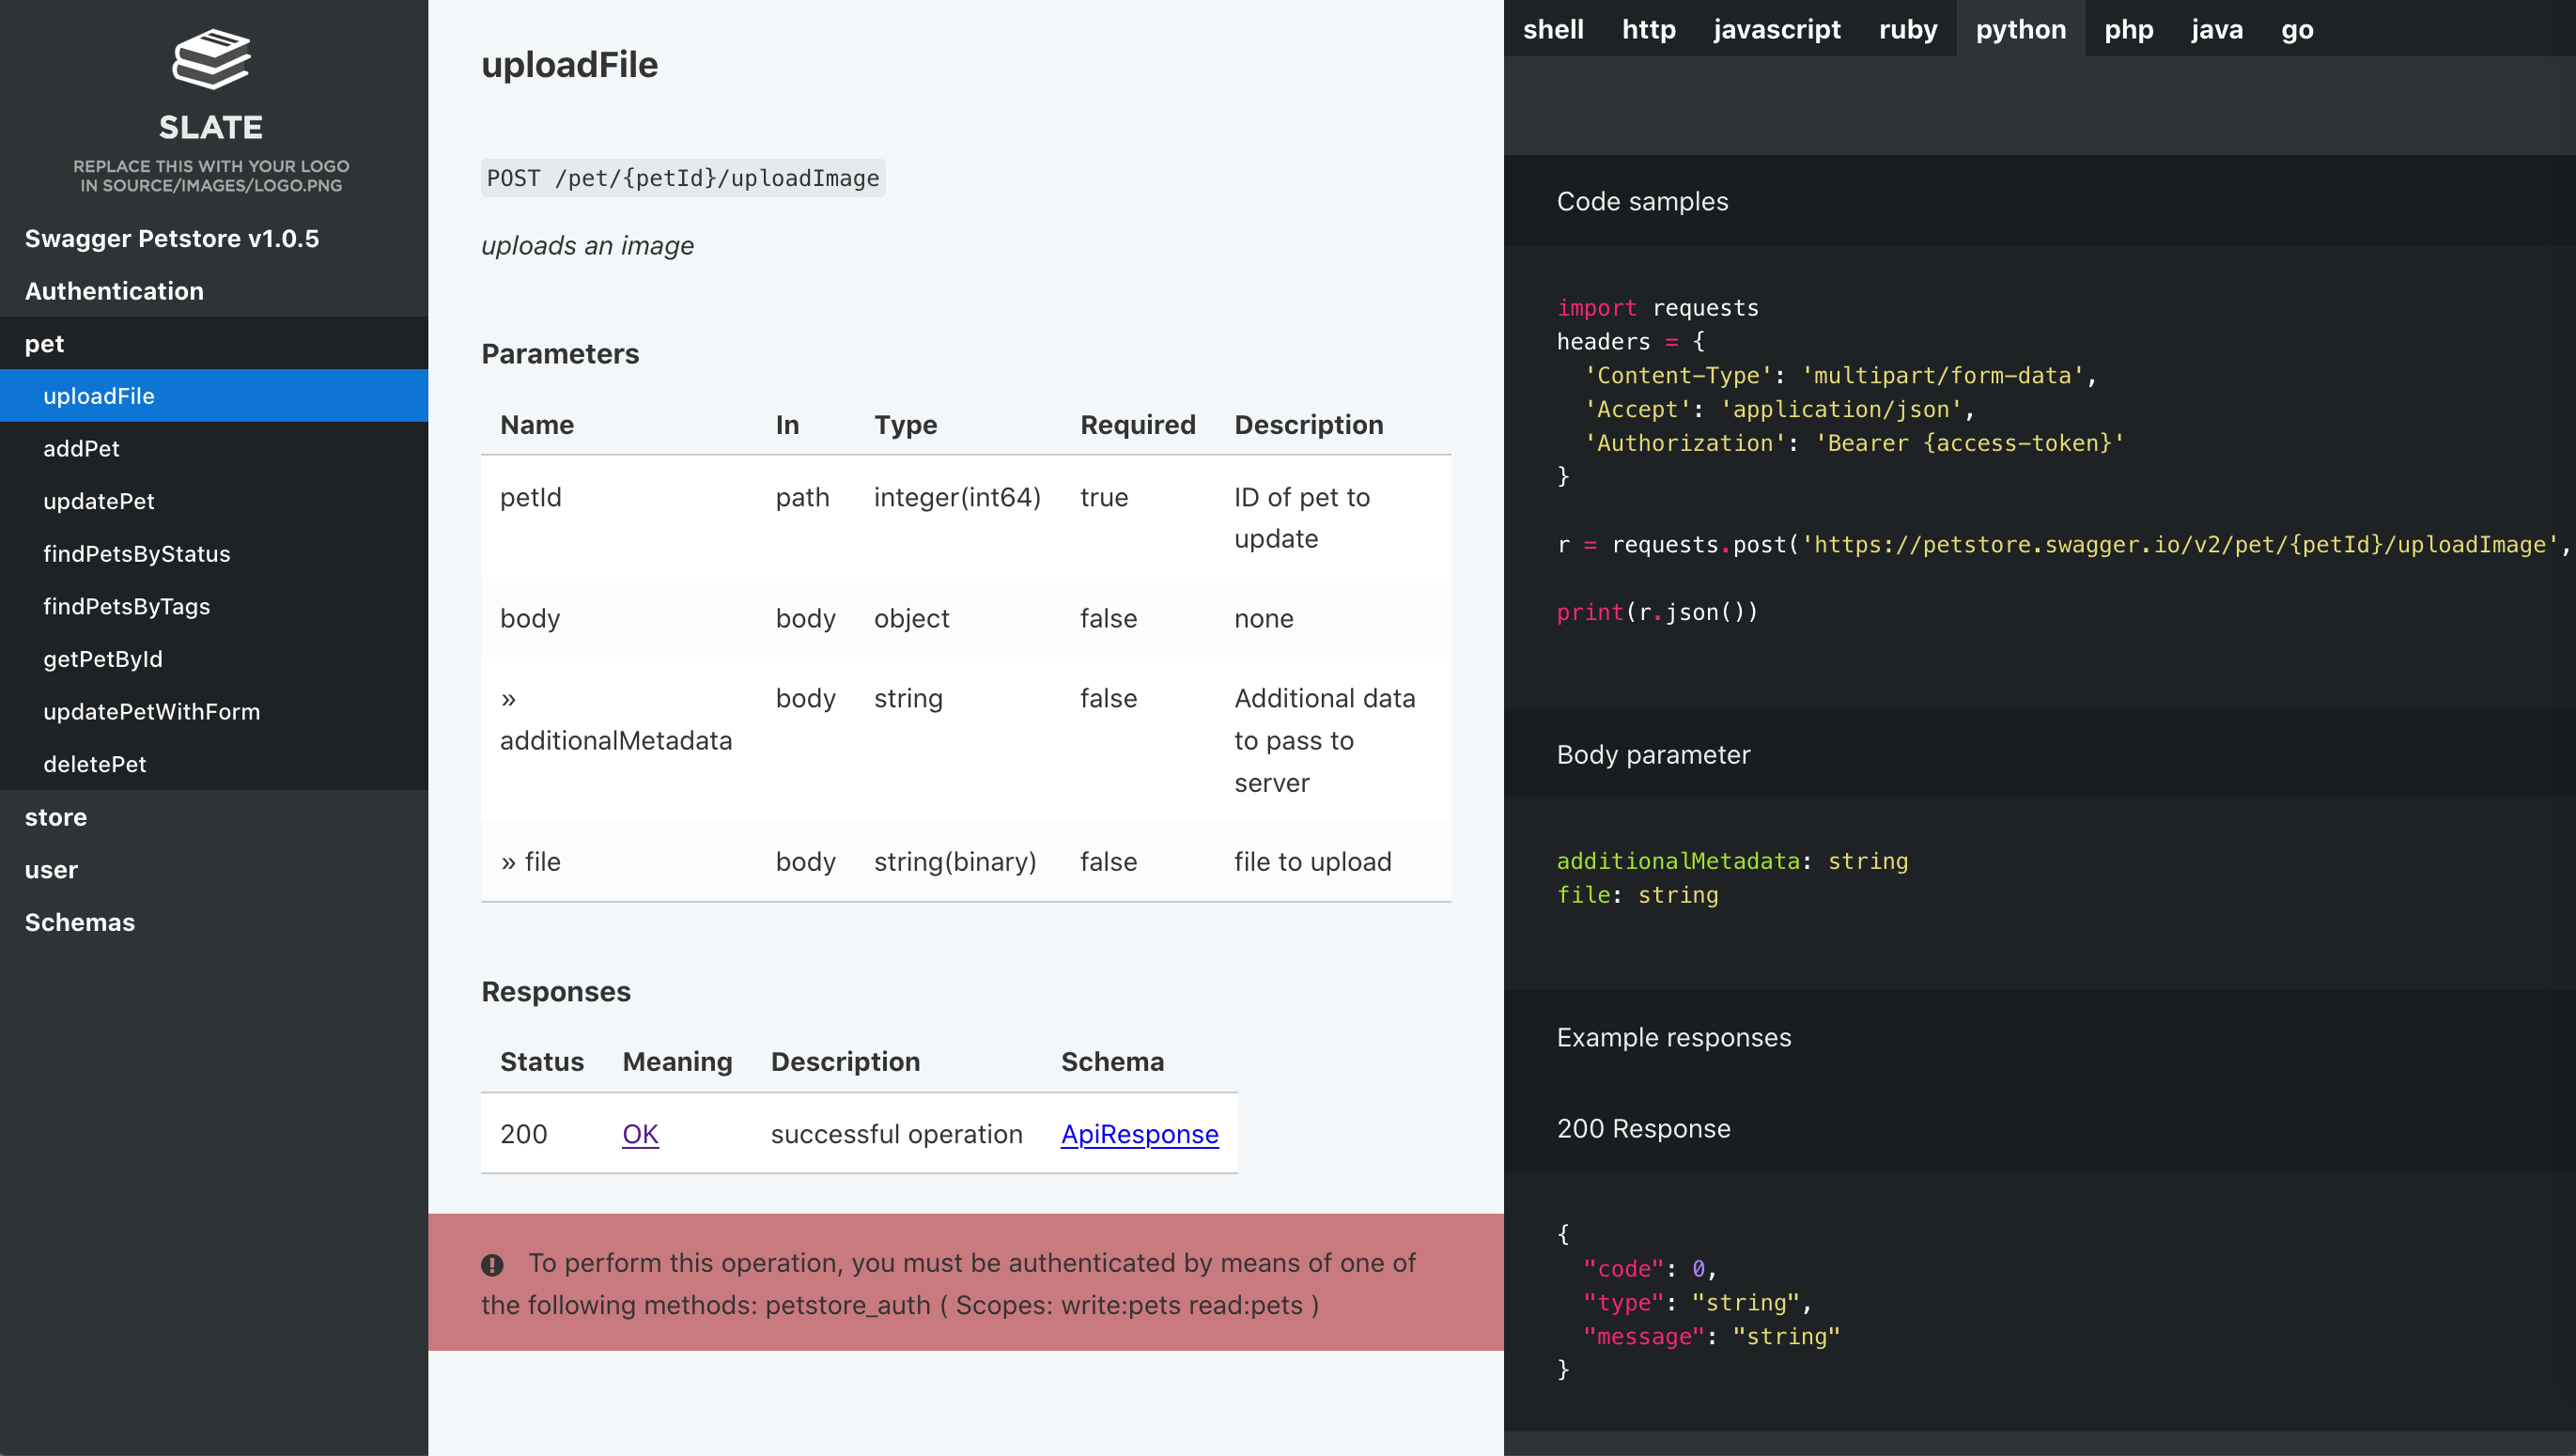 SLATE
REPLACE THIS WITH YOUR LOGO
IN SOURCE/IMAGES/LOGO.PNG
Swagger Petstore v1.0.5
Authentication
pet
uploadFile
addPet
updatePet
findPetsByStatus
findPetsByTags
getPetById
updatePetWithForm
deletePet
store
user
Schemas
uploadFile
POST /pet/{petId}/uploadImage
uploads an image
Parameters
Name In Type Required Description
petId path integer(int64) true ID of pet to
update
body body object false none
» body string false Additional data
additionalMetadata to pass to
server
» file body string(binary) false file to upload
Responses
Status Meaning Description Schema
200 OK successful operation ApiResponse
To perform this operation, you must be authenticated by means of one of
the following methods: petstore_auth ( Scopes: write:pets read:pets )
shell http javascript ruby python php java go
Code samples
import requests
headers = {
'Content-Type': 'multipart/form-data',
'Accept': 'application/json',
'Authorization': 'Bearer {access-token}'
}
r = requests.post('https://petstore.swagger.io/v2/pet/{petId}/uploadImage',
print(r.json())
Body parameter
additionalMetadata: string
file: string
Example responses
200 Response
{
"code": 0,
"type": "string",
"message": "string"
}